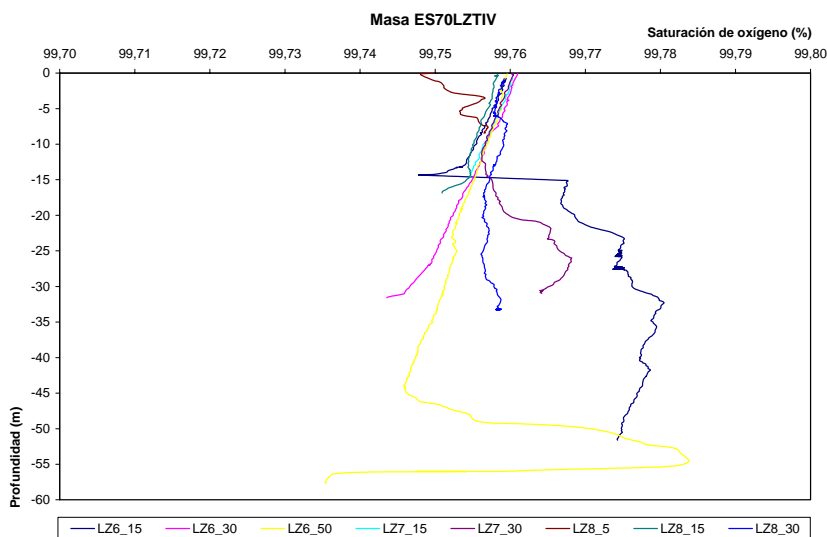 Masa ES70LZTIV
Saturación de oxígeno (%)
99,70 99,71 99,72 99,73 99,74 99,75 99,76 99,77 99,78 99,79 99,80
0
-5
-10
-15
-20
-25
-30
-35
-40
-45
-50
-55
-60
Profundidad (m)
LZ6_15 LZ6_30 LZ6_50 LZ7_15 LZ7_30 LZ8_5 LZ8_15 LZ8_30